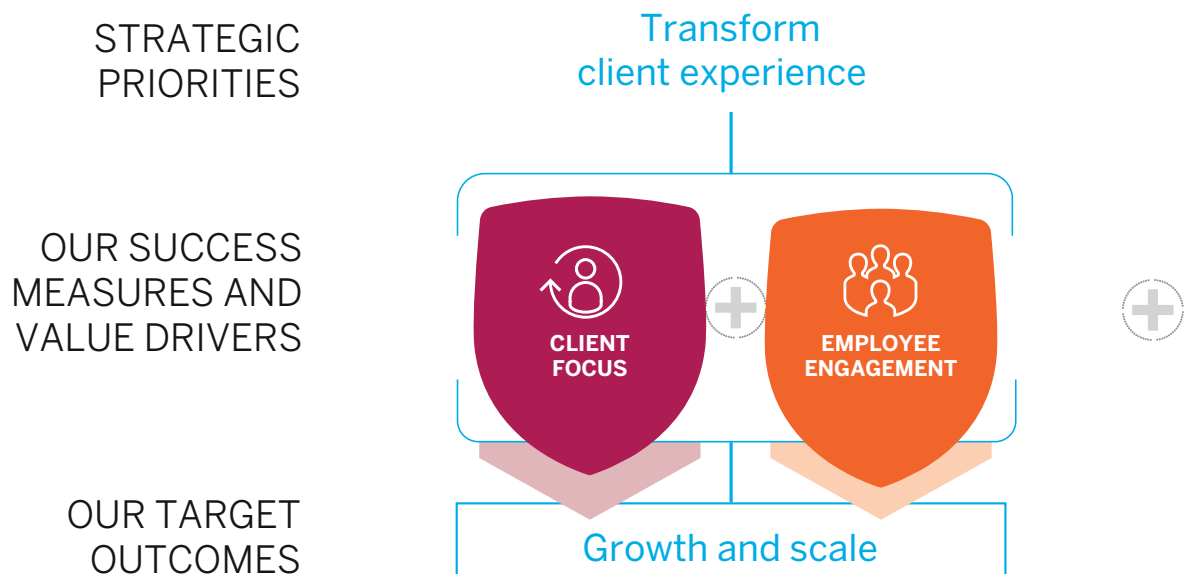 STRATEGIC
PRIORITIES
Transform
client experience
OUR SUCCESS
MEASURES AND
VALUE DRIVERS
CLIENT
FOCUS
EMPLOYEE
ENGAGEMENT
OUR TARGET
OUTCOMES
Growth and scale